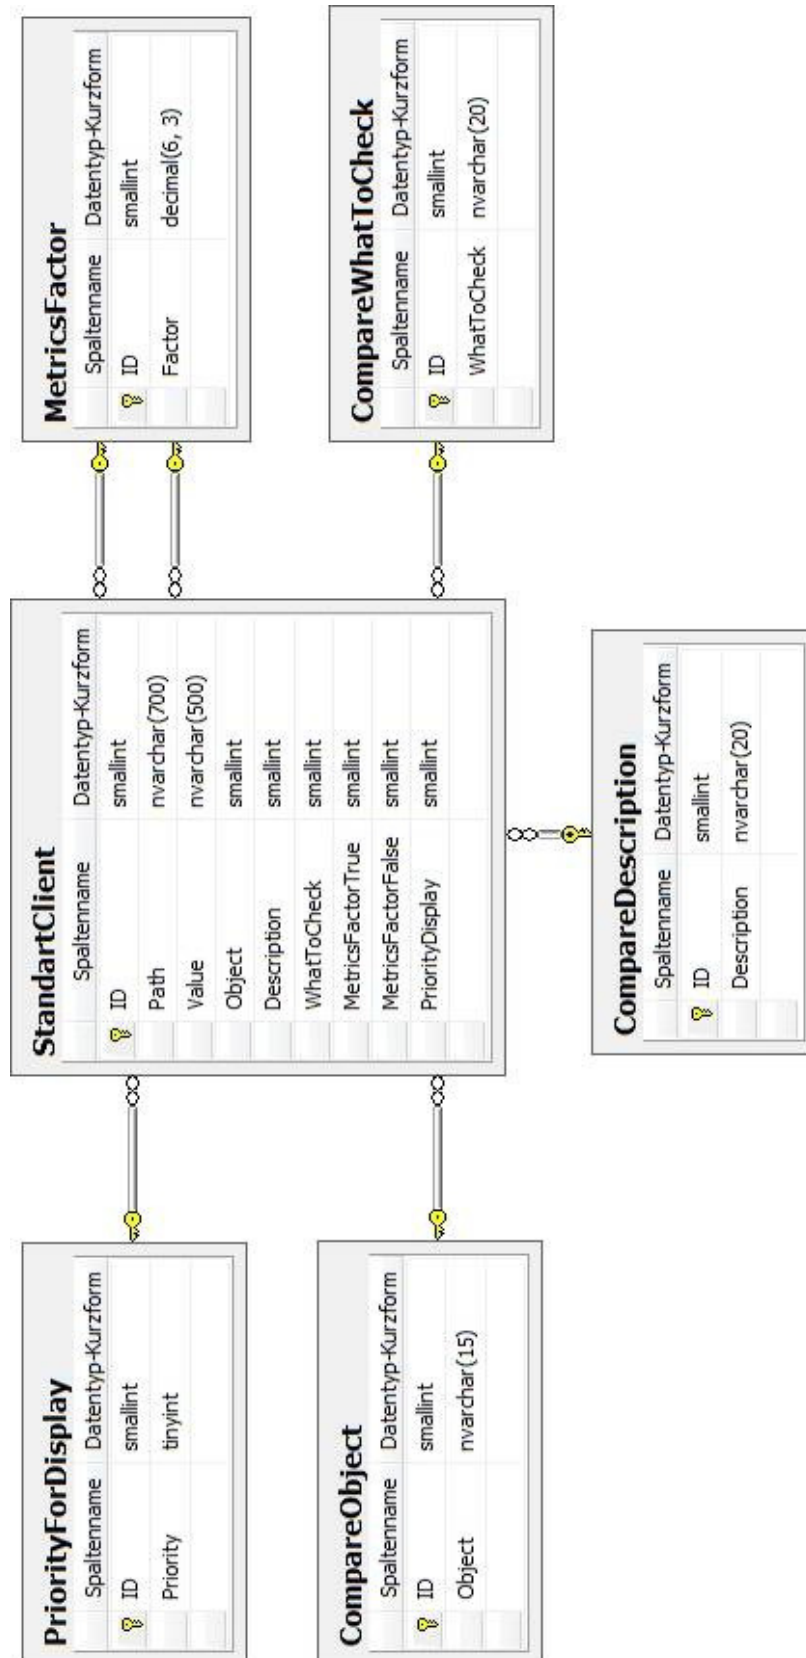 PriorityForDisplay
Spaltenname Datentyp-Kurzform
ID smallint
Priority tinyint
StandartClient
Spaltenname Datentyp-Kurzform
ID smallint
Path nvarchar(700)
Value nvarchar(500)
Object smallint
Description smallint
WhatToCheck smallint
MetricsFactorTrue smallint
MetricsFactorFalse smallint
PriorityDisplay smallint
MetricsFactor
Spaltenname Datentyp-Kurzform
ID smallint
Factor decimal(6, 3)
CompareObject
Spaltenname Datentyp-Kurzform
ID smallint
Object nvarchar(15)
CompareWhatToCheck
Spaltenname Datentyp-Kurzform
ID smallint
WhatToCheck nvarchar(20)
CompareDescription
Spaltenname Datentyp-Kurzform
ID smallint
Description nvarchar(20)